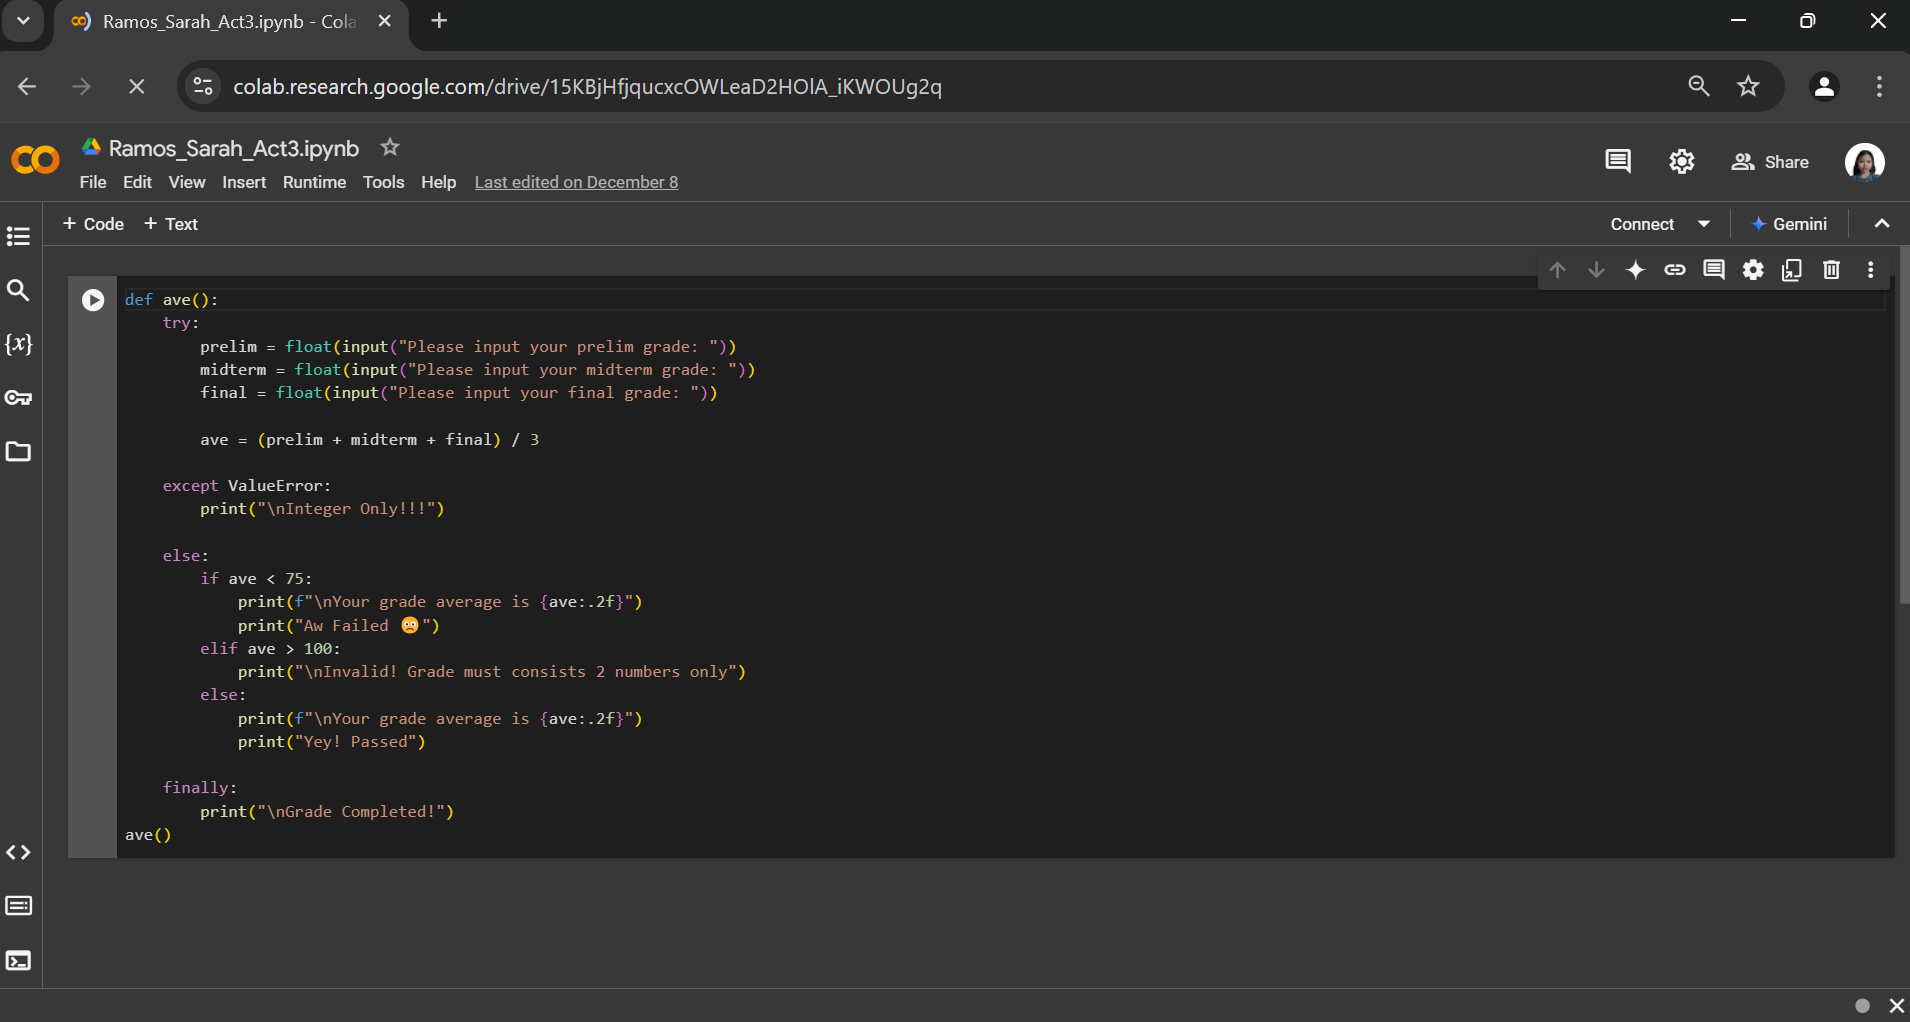 Ramos_Sarah_Act3.ipynb - Cola
colab.research.google.com/drive/15KBjHfjqucxcOWLeaD2HOlA_iKWOUg2q
Ramos_Sarah_Act3.ipynb
File Edit View Insert Runtime Tools Help Last edited on December 8
Share
+ Code + Text
Connect
Gemini
{x}
def ave():
    try:
        prelim = float(input("Please input your prelim grade: "))
        midterm = float(input("Please input your midterm grade: "))
        final = float(input("Please input your final grade: "))
        ave = (prelim + midterm + final) / 3
    except ValueError:
        print("\nInteger Only!!!")
    else:
        if ave < 75:
            print(f"\nYour grade average is {ave:.2f}")
            print("Aw Failed 🙁")
        elif ave > 100:
            print("\nInvalid! Grade must consists 2 numbers only")
        else:
            print(f"\nYour grade average is {ave:.2f}")
            print("Yey! Passed")
    finally:
        print("\nGrade Completed!")
ave()